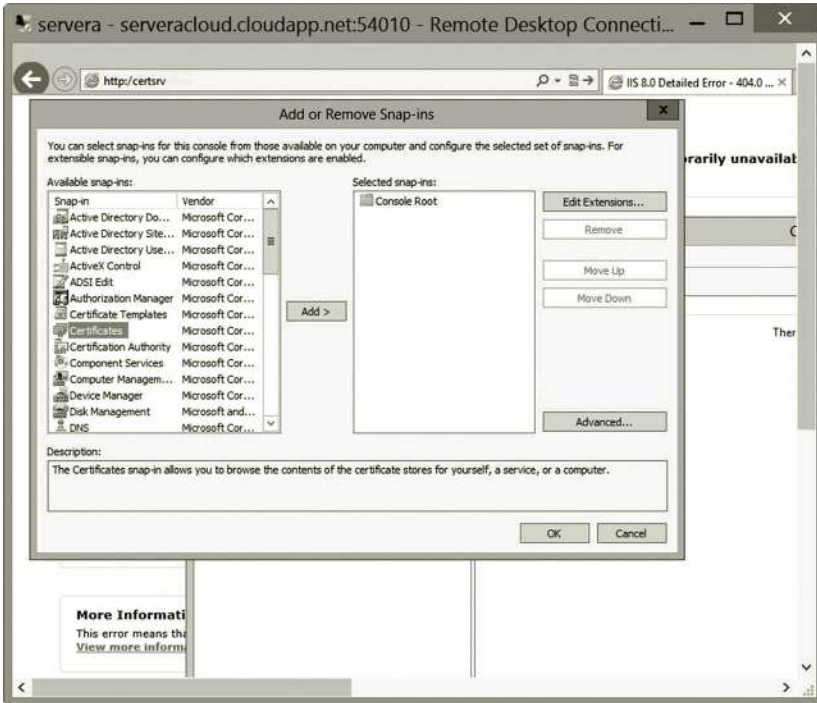 servera - serveracloud.cloudapp.net:54010 - Remote Desktop Connecti...
http:/certsrv
IIS 8.0 Detailed Error - 404.0 ...
Add or Remove Snap-ins
You can select snap-ins for this console from those available on your computer and configure the selected set of snap-ins. For
extensible snap-ins, you can configure which extensions are enabled.
Available snap-ins:
Selected snap-ins:
Snap-in Vendor
Active Directory Do... Microsoft Cor...
Active Directory Site... Microsoft Cor...
Active Directory Use... Microsoft Cor...
ActiveX Control Microsoft Cor...
ADSI Edit Microsoft Cor...
Authorization Manager Microsoft Cor...
Certificate Templates Microsoft Cor...
Certificates Microsoft Cor...
Certification Authority Microsoft Cor...
Component Services Microsoft Cor...
Computer Managem... Microsoft Cor...
Device Manager Microsoft Cor...
Disk Management Microsoft and...
DNS Microsoft Cor...
Add >
Console Root
Edit Extensions...
Remove
Move Up
Move Down
Advanced...
Description:
The Certificates snap-in allows you to browse the contents of the certificate stores for yourself, a service, or a computer.
OK
Cancel
rarily unavailab
C
Ther
More Informati
This error means tha
View more inform